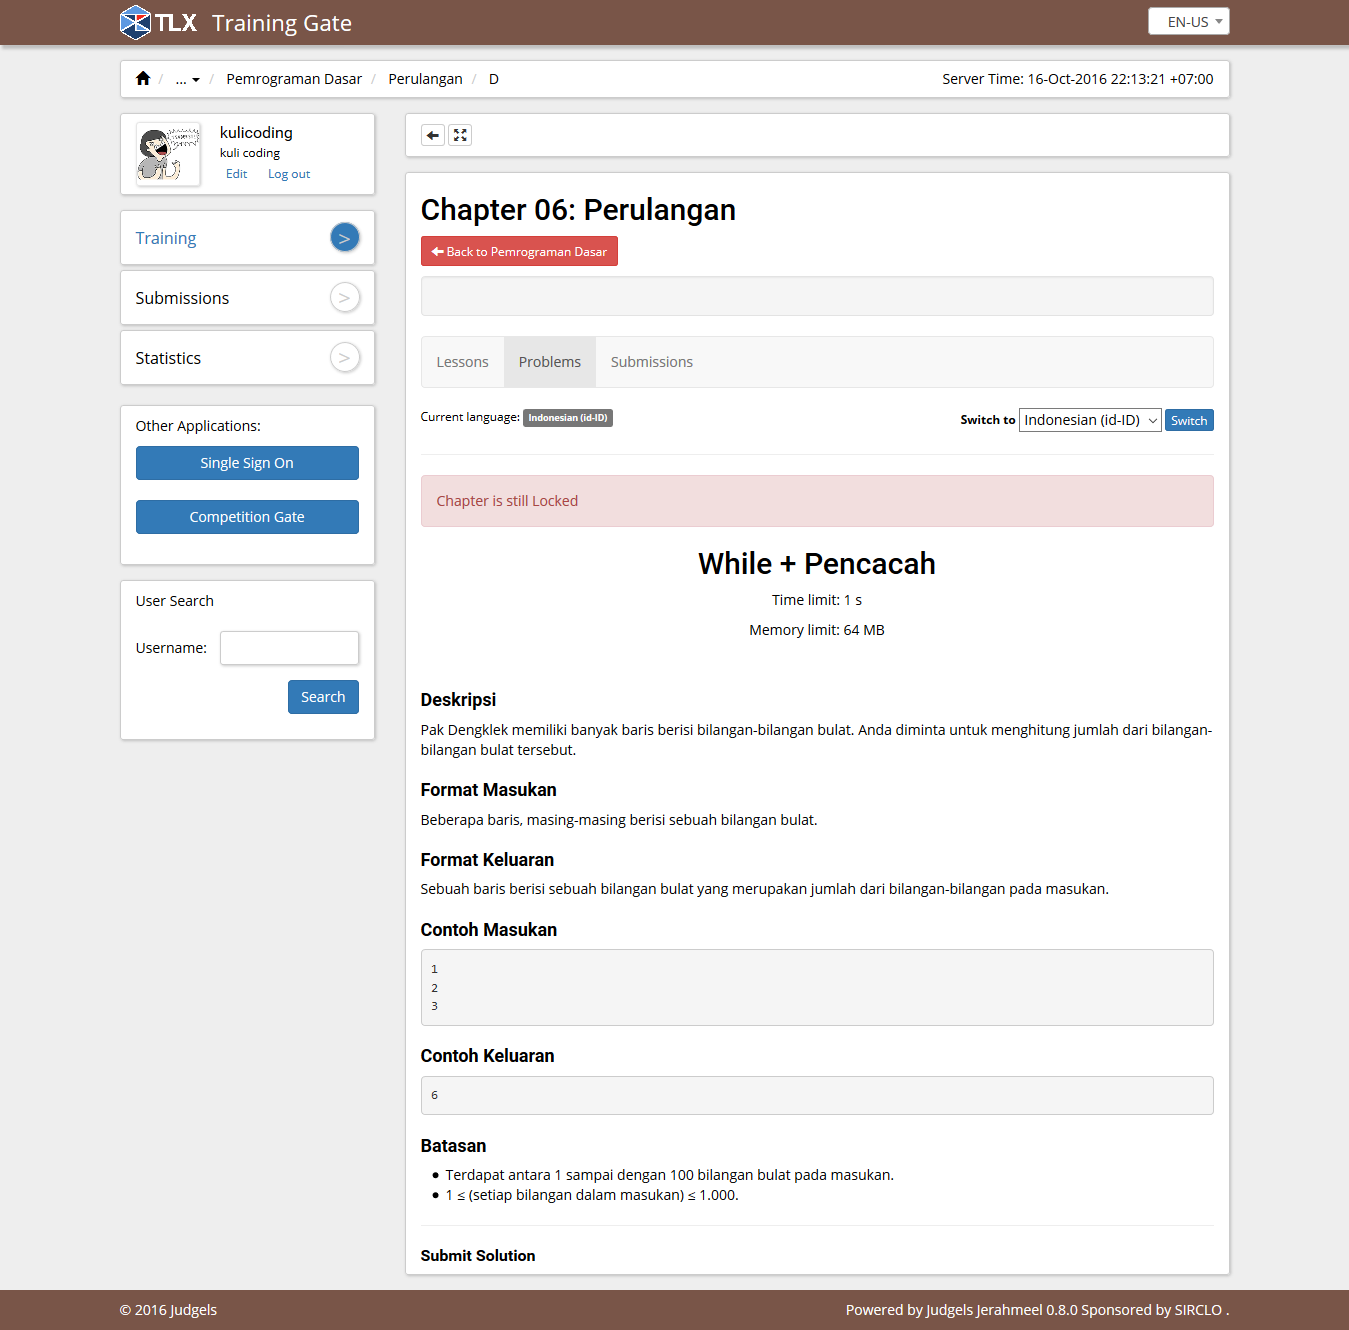 TLX Training Gate
EN-US
/ ... / Pemrograman Dasar / Perulangan / D
Server Time: 16-Oct-2016 22:13:21 +07:00
kulicoding
kuli coding
Edit Log out
Training >
Submissions >
Statistics >
Other Applications:
Single Sign On
Competition Gate
User Search
Username:
Search
Chapter 06: Perulangan
Back to Pemrograman Dasar
Lessons Problems Submissions
Current language: Indonesian (id-ID)
Switch to Indonesian (id-ID) Switch
Chapter is still Locked
While + Pencacah
Time limit: 1 s
Memory limit: 64 MB
Deskripsi
Pak Dengklek memiliki banyak baris berisi bilangan-bilangan bulat. Anda diminta untuk menghitung jumlah dari bilangan-
bilangan bulat tersebut.
Format Masukan
Beberapa baris, masing-masing berisi sebuah bilangan bulat.
Format Keluaran
Sebuah baris berisi sebuah bilangan bulat yang merupakan jumlah dari bilangan-bilangan pada masukan.
Contoh Masukan
1
2
3
Contoh Keluaran
6
Batasan
• Terdapat antara 1 sampai dengan 100 bilangan bulat pada masukan.
• 1 ≤ (setiap bilangan dalam masukan) ≤ 1.000.
Submit Solution
© 2016 Judgels
Powered by Judgels Jerahmeel 0.8.0 Sponsored by SIRCLO .